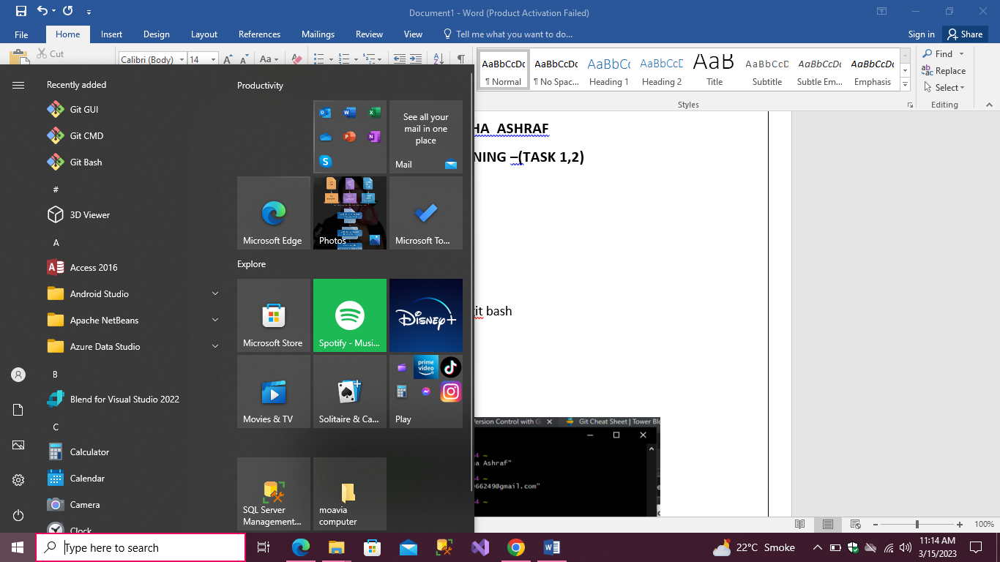 Document1 - Word (Product Activation Failed)
File Home Insert Design Layout References Mailings Review View Tell me what you want to do... Sign in Share
Cut
Calibri (Body) 14 Aa
AaBbCcDc AaBbCcDc AaBbCc AaBbCcD AaB AaBbCcD AaBbCcDc AaBbCcDc
¶ Normal ¶ No Spac... Heading 1 Heading 2 Title Subtitle Subtle Em... Emphasis
Styles
Find
Replace
Select
Editing
Recently added
Git GUI
Git CMD
Git Bash
#
3D Viewer
A
Access 2016
Android Studio
Apache NetBeans
Azure Data Studio
B
Blend for Visual Studio 2022
C
Calculator
Calendar
Camera
Clock
Productivity
See all your
mail in one
place
Mail
Microsoft Edge
Photos
Microsoft To...
Explore
Microsoft Store
Spotify - Musi...
Disney+
Movies & TV
Solitaire & Ca...
prime
video
Play
SQL Server
Management...
moavia
computer
HA ASHRAF
NING –(TASK 1,2)
git bash
Version Control with G
Git Cheat Sheet | Tower Blo
64 ~
a Ashraf"
64 ~
066249@gmail.com"
64 ~
100%
Type here to search
22°C Smoke
11:14 AM
3/15/2023